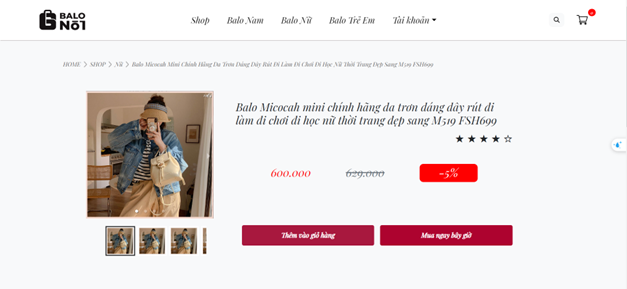 BALO
NỒI
Shop Balo Nam Balo Nữ Balo Trẻ Em Tài khoản
HOME > SHOP > Nữ > Balo Micocah Mini Chính Hãng Da Trơn Dáng Dây Rút Đi Làm Đi Chơi Đi Học Nữ Thời Trang Đẹp Sang M519 FSH699
Balo Micocah mini chính hãng da trơn dáng dây rút đi
làm đi chơi đi học nữ thời trang đẹp sang M519 FSH699
600,000 629,000 -5%
Thêm vào giỏ hàng Mua ngay bây giờ